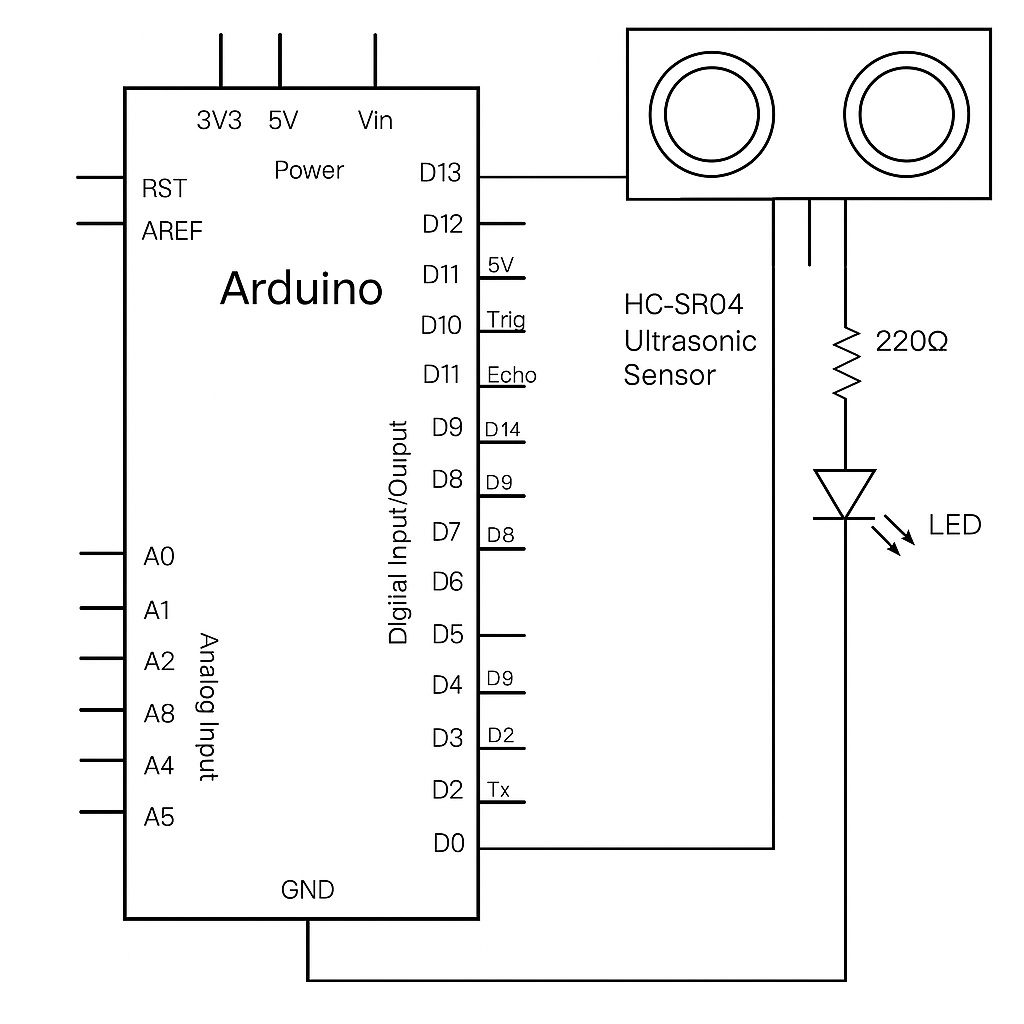 3V3 5V Vin
Power
RST
AREF
Arduino
D13
D12
D11 5V
D10 Trig
D11 Echo
D9 D14
D8 D9
D7 D8
D6
D5
D4 D9
D3 D2
D2 Tx
D0
DIgiial Input/Ouıput
A0
A1
A2
A8
A4
A5
Analog Input
GND
HC-SR04
Ultrasonic
Sensor
220Ω
LED